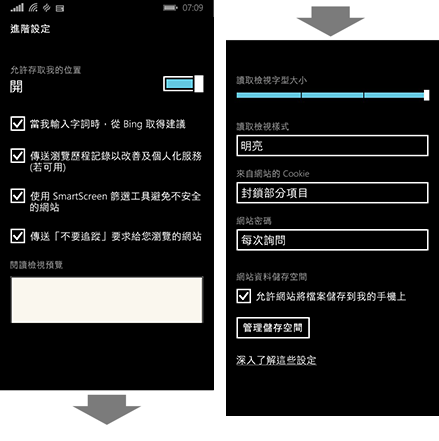 07:09
進階設定
允許存取我的位置
開
當我輸入字詞時，從 Bing 取得建議
傳送瀏覽歷程記錄以改善及個人化服務
(若可用)
使用 SmartScreen 篩選工具避免不安全
的網站
傳送「不要追蹤」要求給您瀏覽的網站
閱讀檢視預覽
讀取檢視字型大小
讀取檢視樣式
明亮
來自網站的 Cookie
封鎖部分項目
網站密碼
每次詢問
網站資料儲存空間
允許網站將檔案儲存到我的手機上
管理儲存空間
深入了解這些設定